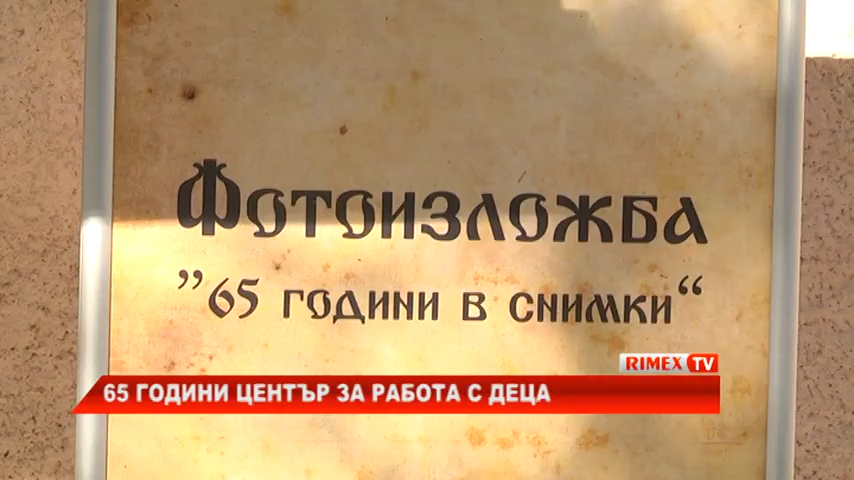 Фотоизложба
”65 години в снимки“
RIMEX TV
65 ГОДИНИ ЦЕНТЪР ЗА РАБОТА С ДЕЦА